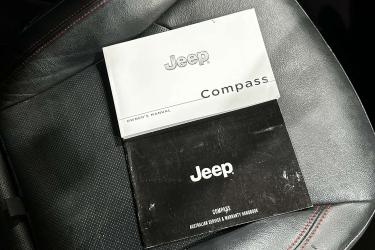 Jeep
Compass
OWNER'S MANUAL
Jeep
COMPASS
AUSTRALIAN SERVICE & WARRANTY HANDBOOK